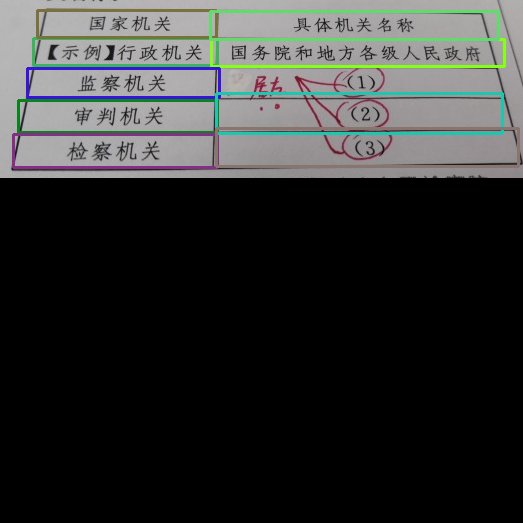 国家机关 具体机关名称
【示例】行政机关 国务院和地方各级人民政府
监察机关 (1)
审判机关 (2)
检察机关 (3)